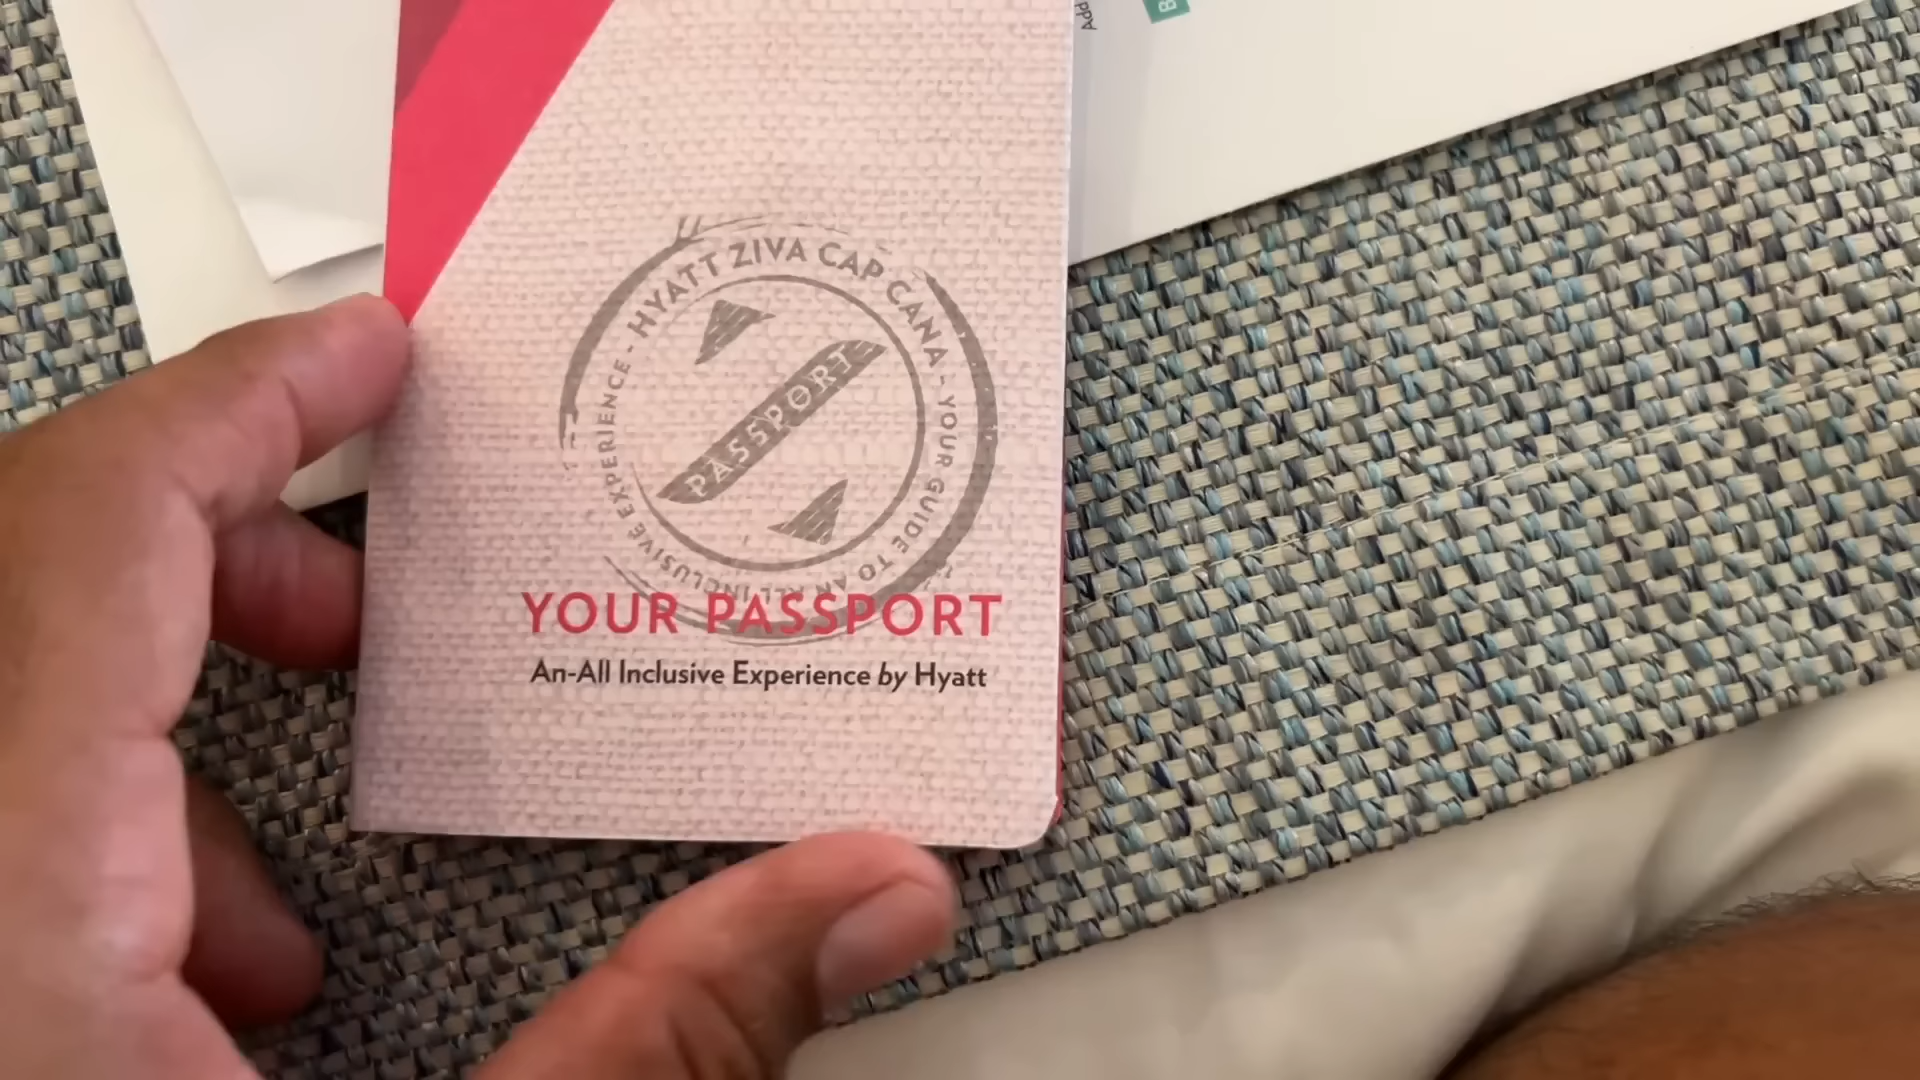 HYATT ZIVA CAP CANA - YOUR GUIDE TO AN ALL INCLUSIVE EXPERIENCE -
PASSPORT
YOUR PASSPORT
An-All Inclusive Experience by Hyatt
Add
B